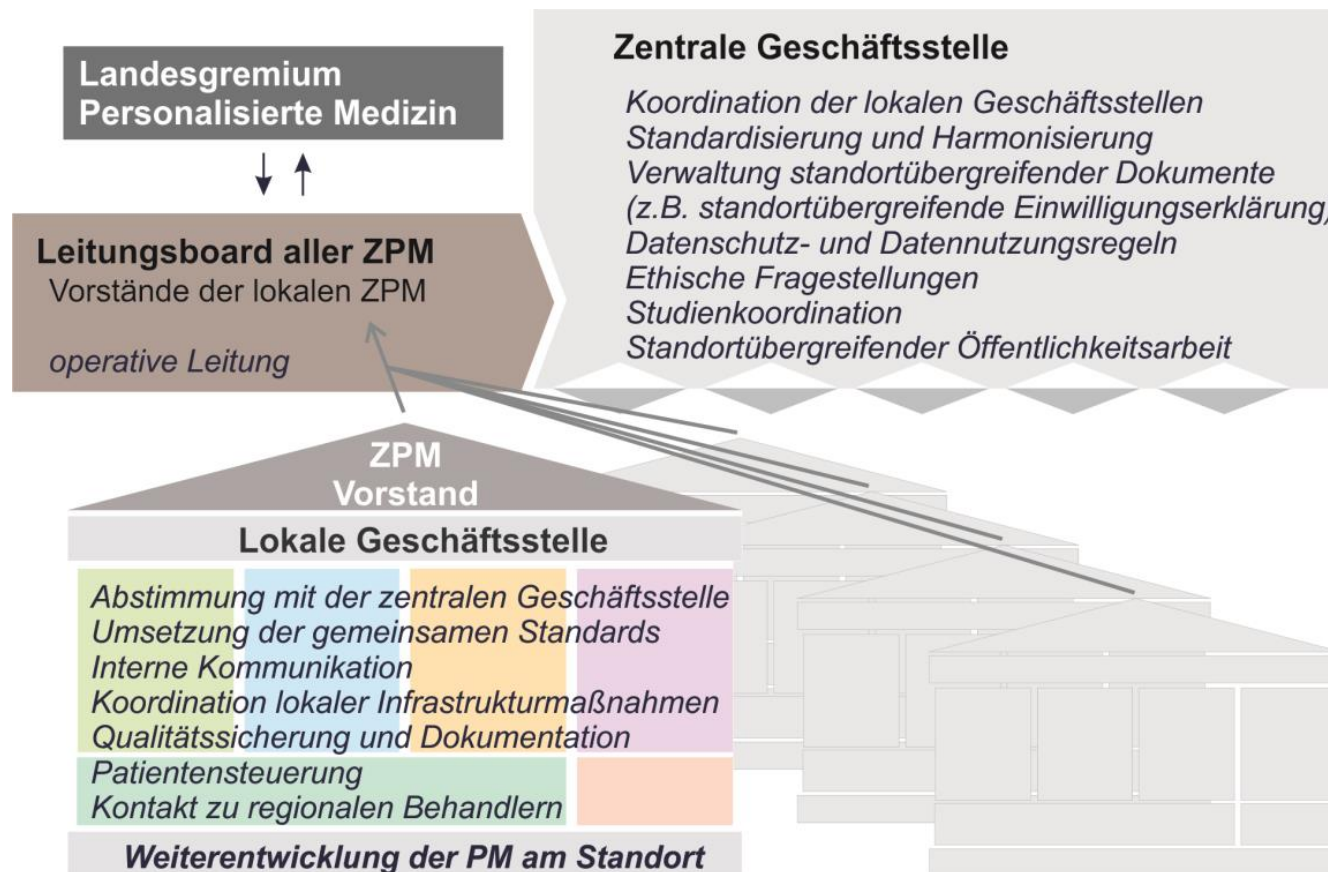 Landesgremium
Personalisierte Medizin
Zentrale Geschäftsstelle
Koordination der lokalen Geschäftsstellen
Standardisierung und Harmonisierung
Verwaltung standortübergreifender Dokumente
(z.B. standortübergreifende Einwilligungserklärung)
Datenschutz- und Datennutzungsregeln
Ethische Fragestellungen
Studienkoordination
Standortübergreifender Öffentlichkeitsarbeit
Leitungsboard aller ZPM
Vorstände der lokalen ZPM
operative Leitung
ZPM
Vorstand
Lokale Geschäftsstelle
Abstimmung mit der zentralen Geschäftsstelle
Umsetzung der gemeinsamen Standards
Interne Kommunikation
Koordination lokaler Infrastrukturmaßnahmen
Qualitätssicherung und Dokumentation
Patientensteuerung
Kontakt zu regionalen Behandlern
Weiterentwicklung der PM am Standort